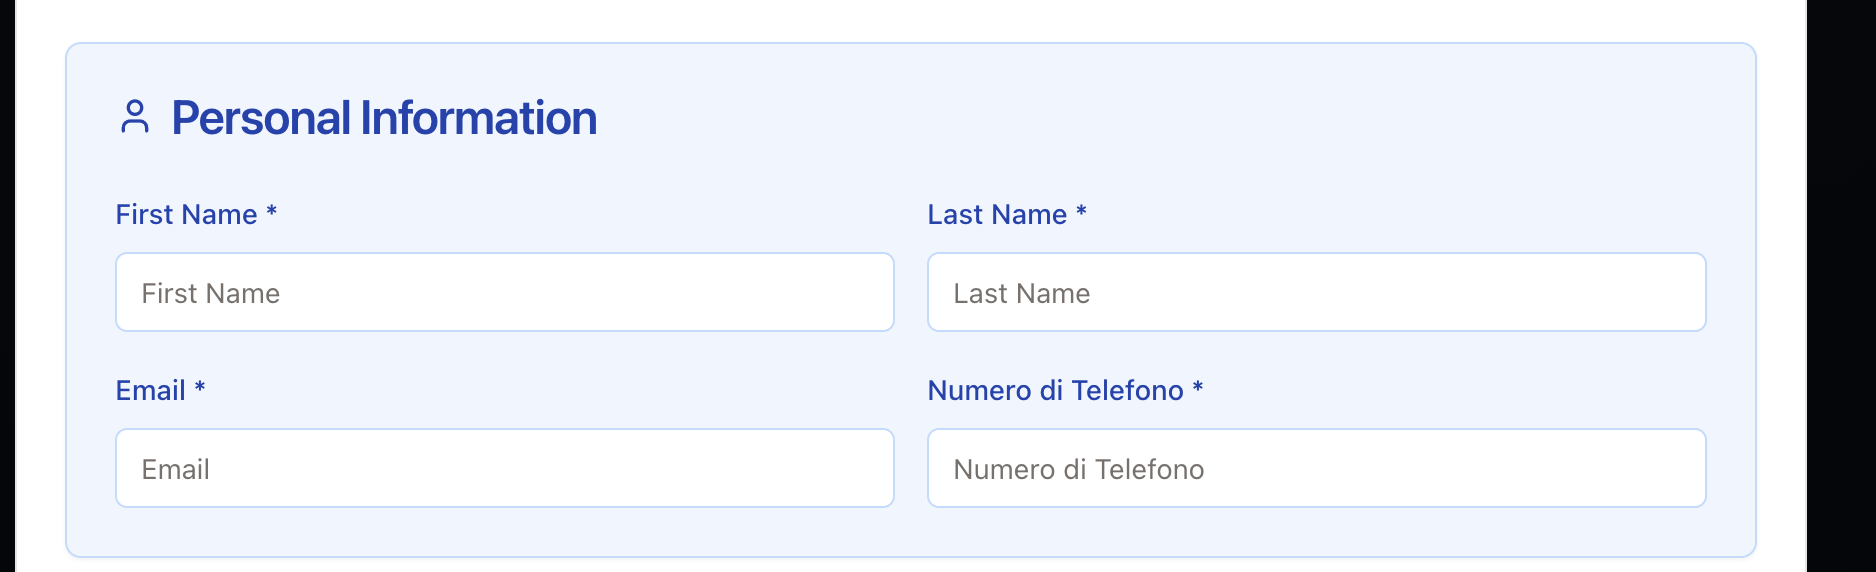 Personal Information
First Name *
Last Name *
First Name
Last Name
Email *
Numero di Telefono *
Email
Numero di Telefono